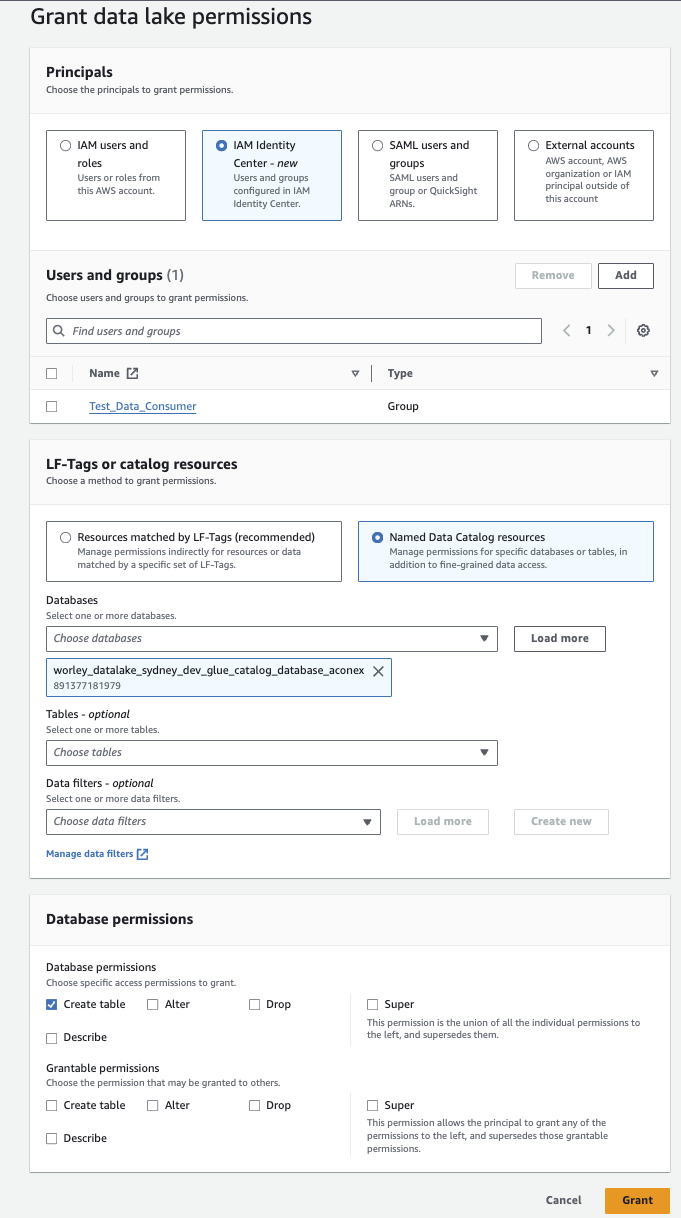 Grant data lake permissions
Principals
Choose the principals to grant permissions.
IAM users and
roles
Users or roles from
this AWS account.
IAM Identity
Center - new
Users and groups
configured in IAM
Identity Center.
SAML users and
groups
SAML users and
group or QuickSight
ARNs.
External accounts
AWS account, AWS
organization or IAM
principal outside of
this account
Users and groups (1)
Remove
Add
Choose users and groups to grant permissions.
Find users and groups
1
Name
Type
Test_Data_Consumer
Group
LF-Tags or catalog resources
Choose a method to grant permissions.
Resources matched by LF-Tags (recommended)
Manage permissions indirectly for resources or data
matched by a specific set of LF-Tags.
Named Data Catalog resources
Manage permissions for specific databases or tables, in
addition to fine-grained data access.
Databases
Select one or more databases.
Choose databases
Load more
worley_datalake_sydney_dev_glue_catalog_database_aconex
891377181979
Tables - optional
Select one or more tables.
Choose tables
Data filters - optional
Select one or more data filters.
Choose data filters
Load more
Create new
Manage data filters
Database permissions
Database permissions
Choose specific access permissions to grant.
Create table
Alter
Drop
Describe
Super
This permission is the union of all the individual permissions to
the left, and supersedes them.
Grantable permissions
Choose the permission that may be granted to others.
Create table
Alter
Drop
Describe
Super
This permission allows the principal to grant any of the
permissions to the left, and supersedes those grantable
permissions.
Cancel
Grant